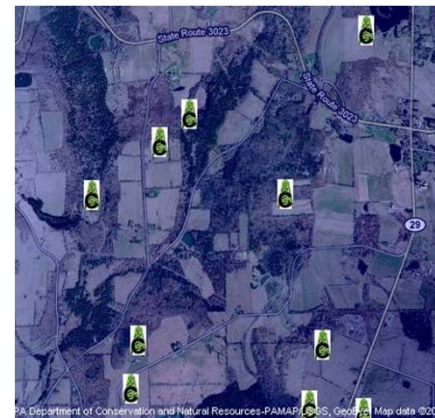 State Route 3023
State Route 3023
29
PA Department of Conservation and Natural Resources-PAMAP/USGS, GeoEye, Map data ©20